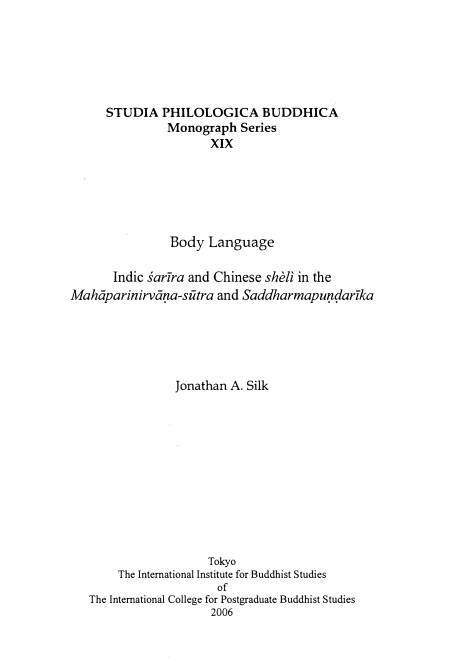 STUDIA PHILOLOGICA BUDDHICA
Monograph Series
XIX
Body Language
Indic śarīra and Chinese shèlì in the
Mahāparinirvāṇa-sūtra and Saddharmapuṇḍarīka
Jonathan A. Silk
Tokyo
The International Institute for Buddhist Studies
of
The International College for Postgraduate Buddhist Studies
2006